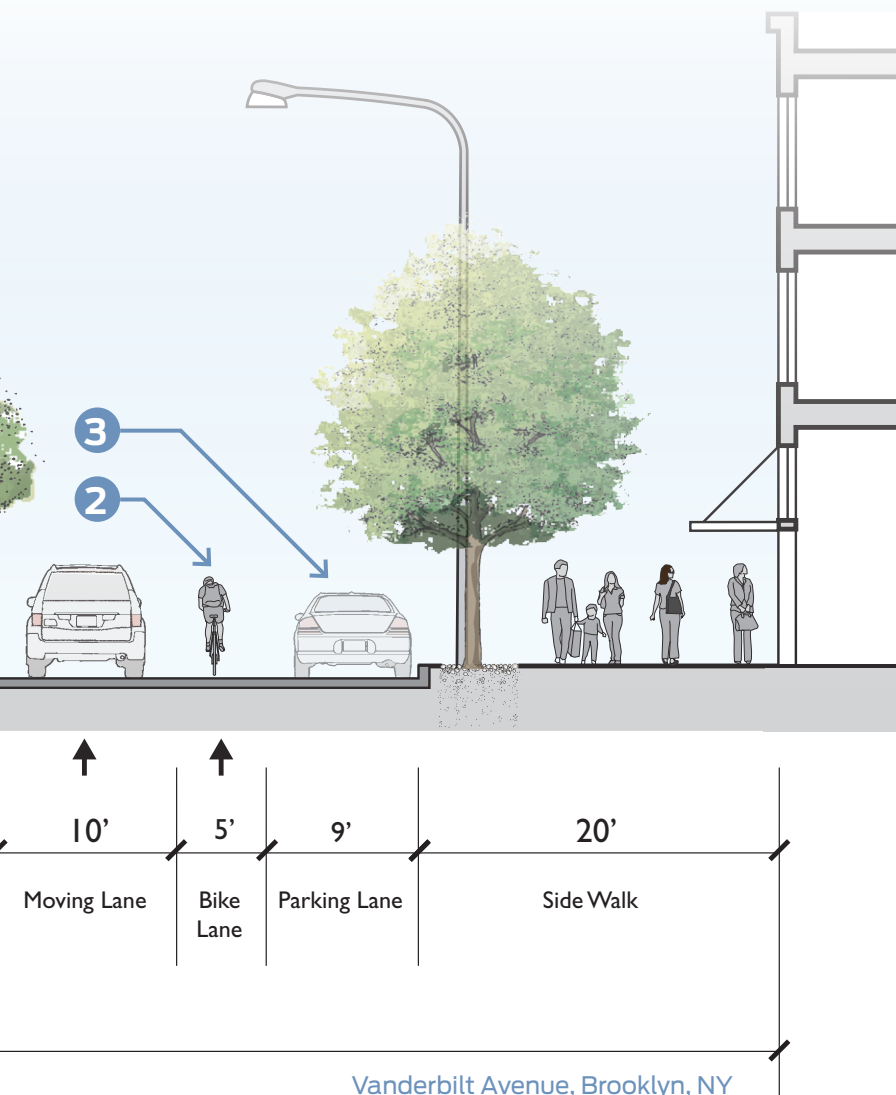 3
2
10’ 5’ 9’ 20’
Moving Lane Bike Lane Parking Lane Side Walk
Vanderbilt Avenue, Brooklyn, NY